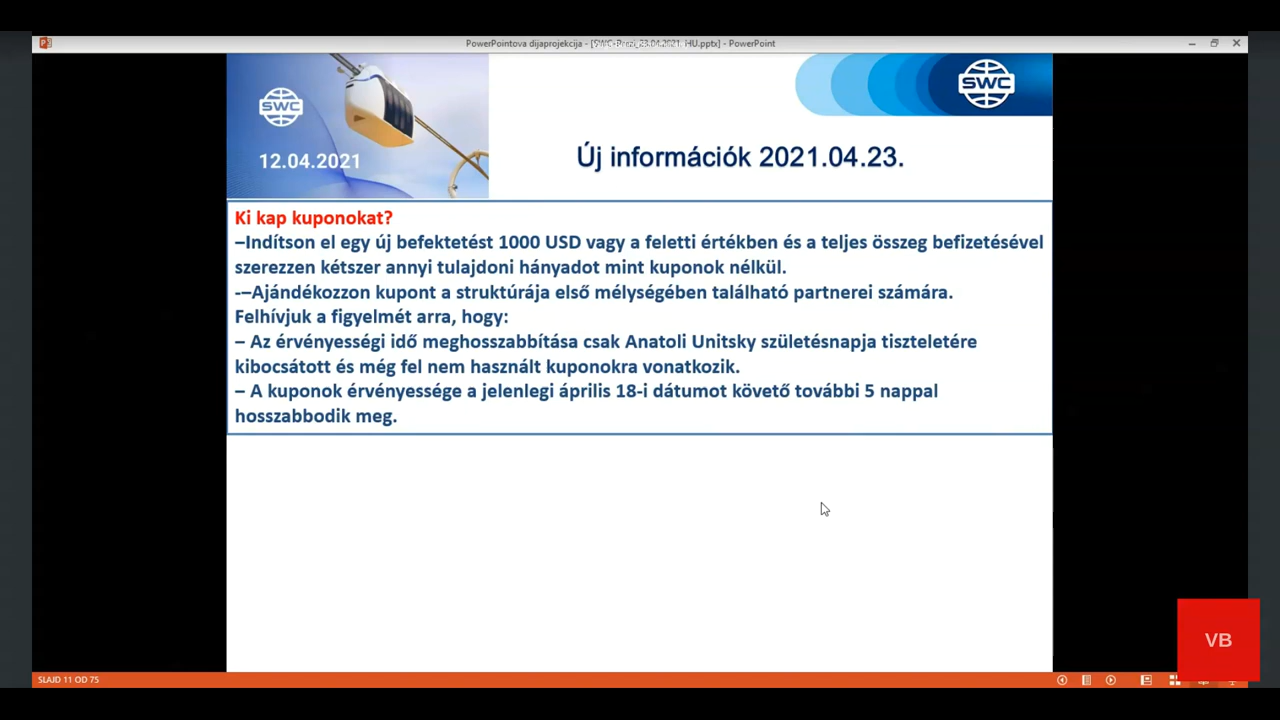 PowerPointova dijaprojekcija - [SWC-Prezi_23.04.2021. HU.pptx] - PowerPoint
SWC
12.04.2021
SWC
Új információk 2021.04.23.
Ki kap kuponokat?
–Indítson el egy új befektetést 1000 USD vagy a feletti értékben és a teljes összeg befizetésével
szerezzen kétszer annyi tulajdoni hányadot mint kuponok nélkül.
-–Ajándékozzon kupont a struktúrája első mélységében található partnerei számára.
Felhívjuk a figyelmét arra, hogy:
– Az érvényességi idő meghosszabbítása csak Anatoli Unitsky születésnapja tiszteletére
kibocsátott és még fel nem használt kuponokra vonatkozik.
– A kuponok érvényessége a jelenlegi április 18-i dátumot követő további 5 nappal
hosszabbodik meg.
VB
SLAJD 11 OD 75